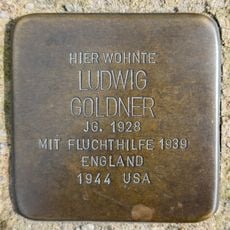 HIER WOHNTE
LUDWIG
GOLDNER
JG. 1928
MIT FLUCHTHILFE 1939
ENGLAND
1944 USA